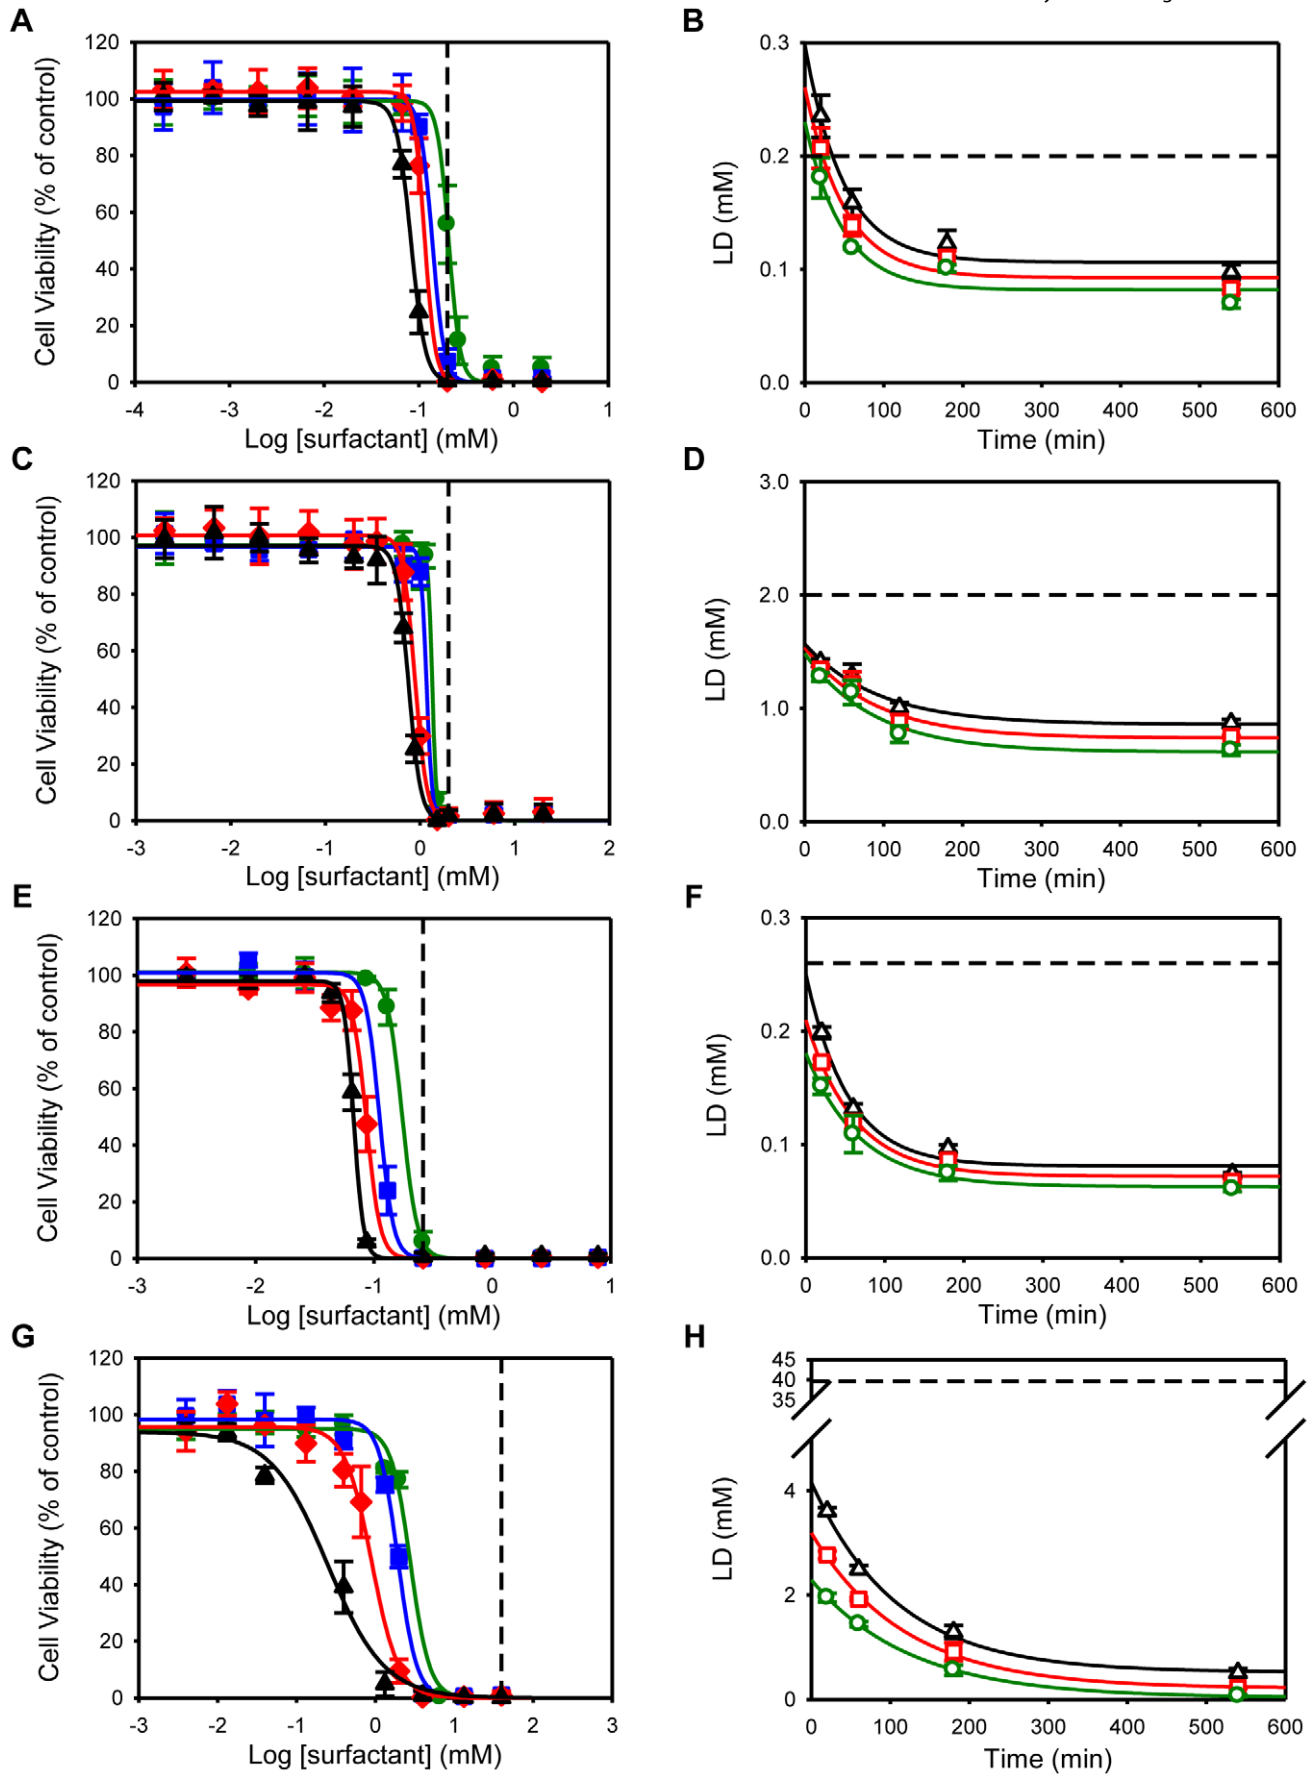 A
B
120
100
80
60
40
20
0
Cell Viability (% of control)
-4 -3 -2 -1 0 1
Log [surfactant] (mM)
0.3
0.2
0.1
0.0
LD (mM)
0 100 200 300 400 500 600
Time (min)
C
D
120
100
80
60
40
20
0
Cell Viability (% of control)
-3 -2 -1 0 1 2
Log [surfactant] (mM)
3.0
2.0
1.0
0.0
LD (mM)
0 100 200 300 400 500 600
Time (min)
E
F
120
100
80
60
40
20
0
Cell Viability (% of control)
-3 -2 -1 0 1
Log [surfactant] (mM)
0.3
0.2
0.1
0.0
LD (mM)
0 100 200 300 400 500 600
Time (min)
G
H
120
100
80
60
40
20
0
Cell Viability (% of control)
-3 -2 -1 0 1 2 3
Log [surfactant] (mM)
45
40
35
4
2
0
LD (mM)
0 100 200 300 400 500 600
Time (min)